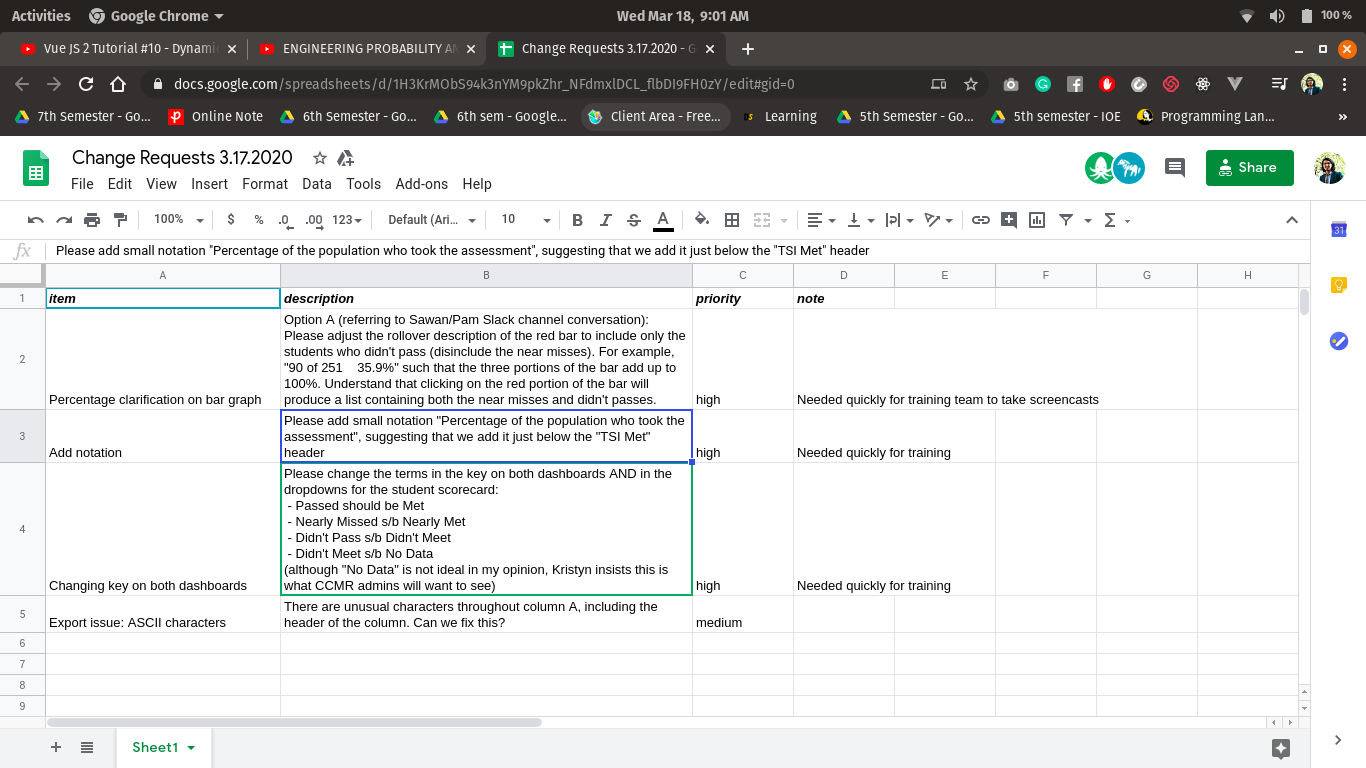 Activities
Google Chrome
Wed Mar 18, 9:01 AM
100 %
Vue JS 2 Tutorial #10 - Dynami
ENGINEERING PROBABILITY AN
Change Requests 3.17.2020 - G
docs.google.com/spreadsheets/d/1H3KrMObS94k3nYM9pkZhr_NFdmxlDCL_flbDI9FH0zY/edit#gid=0
7th Semester - Go...
Online Note
6th Semester - Go...
6th sem - Google...
Client Area - Free...
Learning
5th Semester - Go...
5th semester - IOE
Programming Lan...
»
Change Requests 3.17.2020
File Edit View Insert Format Data Tools Add-ons Help
Share
100% $ % .0 .00 123 Default (Ari... 10 B I S A
fx Please add small notation "Percentage of the population who took the assessment", suggesting that we add it just below the "TSI Met" header
31
A B C D E F G H
1 item description priority note
2
Option A (referring to Sawan/Pam Slack channel conversation):
Please adjust the rollover description of the red bar to include only the
students who didn't pass (disinclude the near misses). For example,
"90 of 251    35.9%" such that the three portions of the bar add up to
100%. Understand that clicking on the red portion of the bar will
produce a list containing both the near misses and didn't passes.
Percentage clarification on bar graph
high
Needed quickly for training team to take screencasts
3
Please add small notation "Percentage of the population who took the
assessment", suggesting that we add it just below the "TSI Met"
header
Add notation
high
Needed quickly for training
4
Please change the terms in the key on both dashboards AND in the
dropdowns for the student scorecard:
- Passed should be Met
- Nearly Missed s/b Nearly Met
- Didn't Pass s/b Didn't Meet
- Didn't Meet s/b No Data
(although "No Data" is not ideal in my opinion, Kristyn insists this is
what CCMR admins will want to see)
Changing key on both dashboards
high
Needed quickly for training
5
There are unusual characters throughout column A, including the
header of the column. Can we fix this?
Export issue: ASCII characters
medium
6
7
8
9
Sheet1